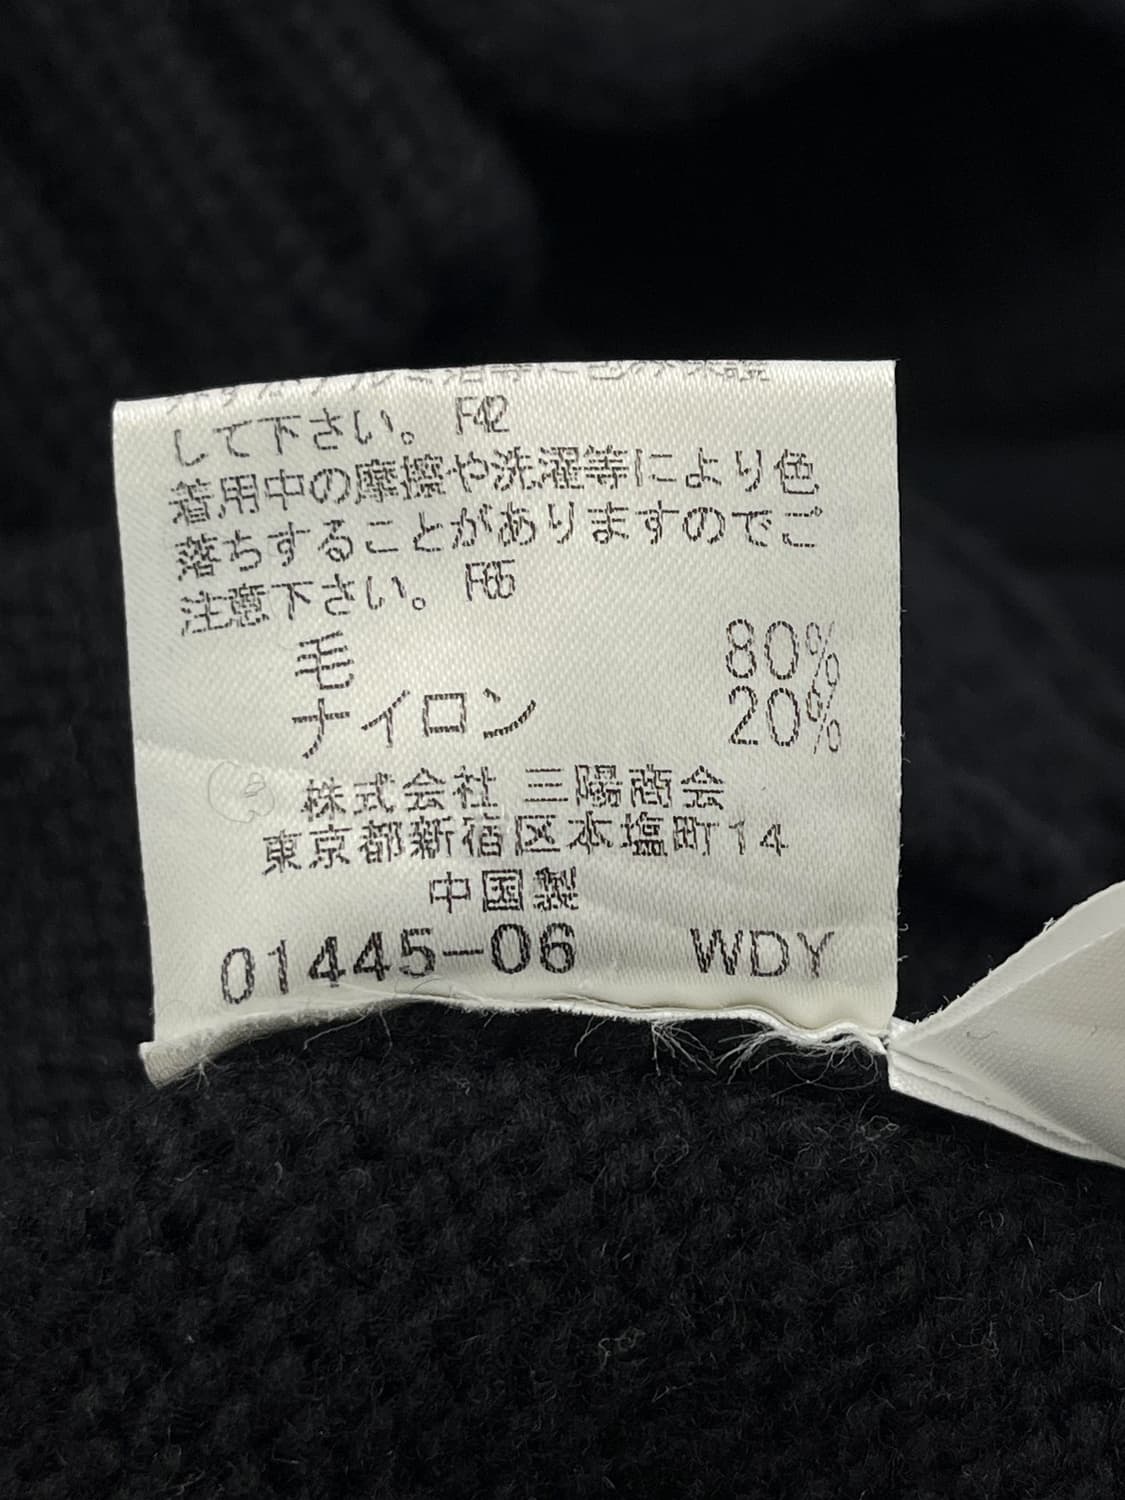 して下さい。 F42
着用中の摩擦や洗濯等により色
落ちすることがありますのでご
注意下さい。 F65
毛 80%
ナイロン 20%
株式会社 三陽商会
東京都新宿区本塩町14
中国製
01445-06 WDY